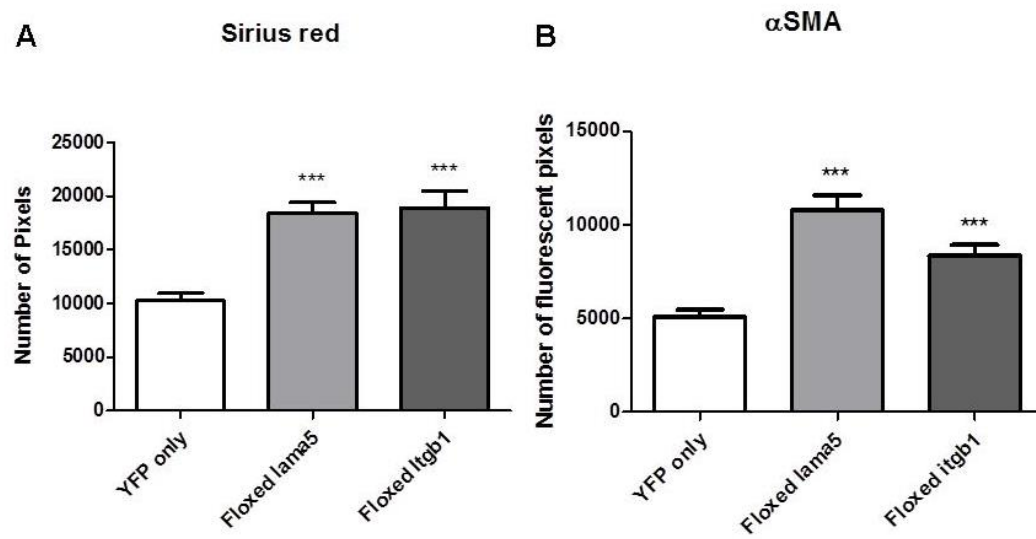 A
Sirius red
Number of Pixels
25000
20000
15000
10000
5000
0
***
***
YFP only
Floxed lama5
Floxed Itgb1
B
αSMA
Number of fluorescent pixels
15000
10000
5000
0
***
***
YFP only
Floxed lama5
Floxed itgb1